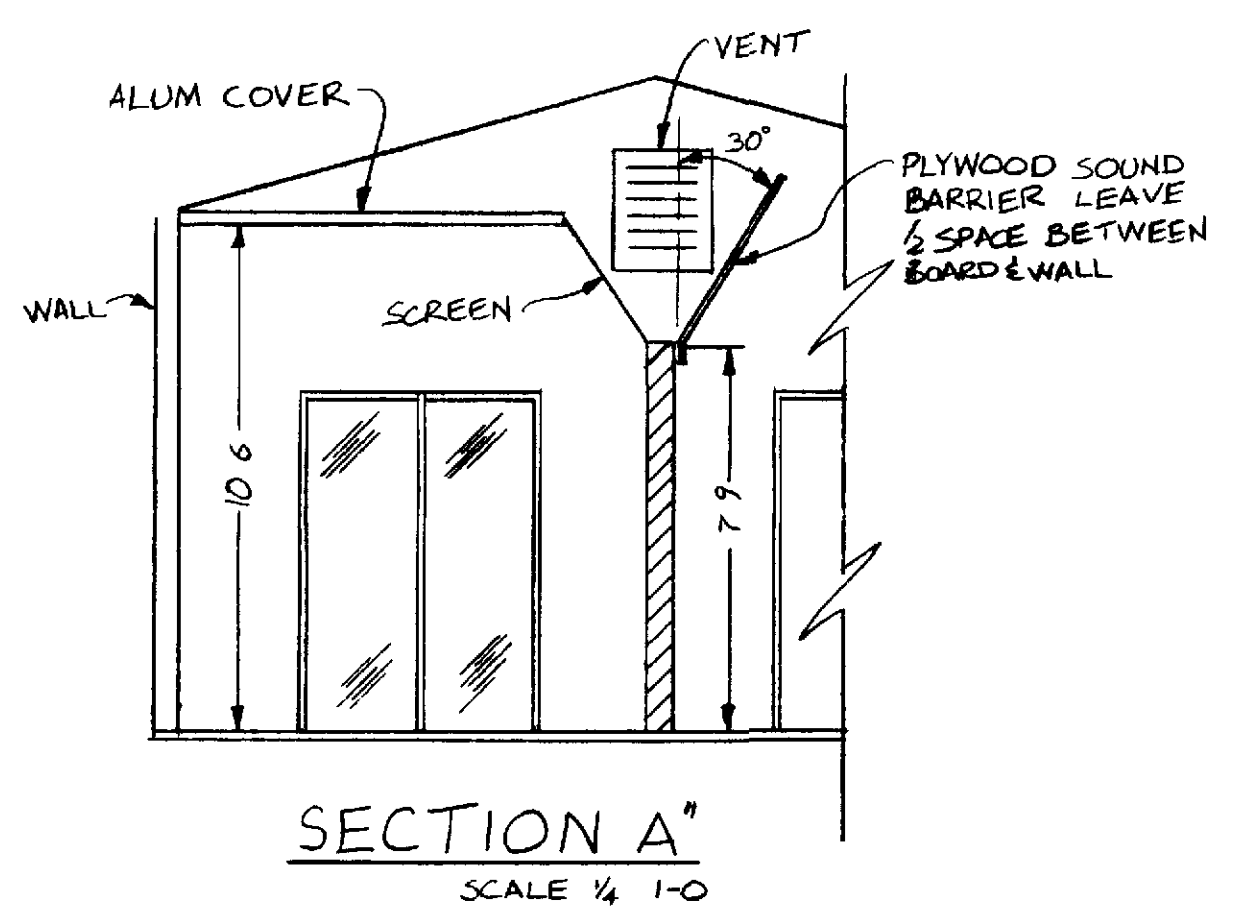 VENT
ALUM COVER
30°
PLYWOOD SOUND
BARRIER LEAVE
½ SPACE BETWEEN
BOARD & WALL
WALL
SCREEN
10 6
7 9
SECTION A"
SCALE ¼ 1-0